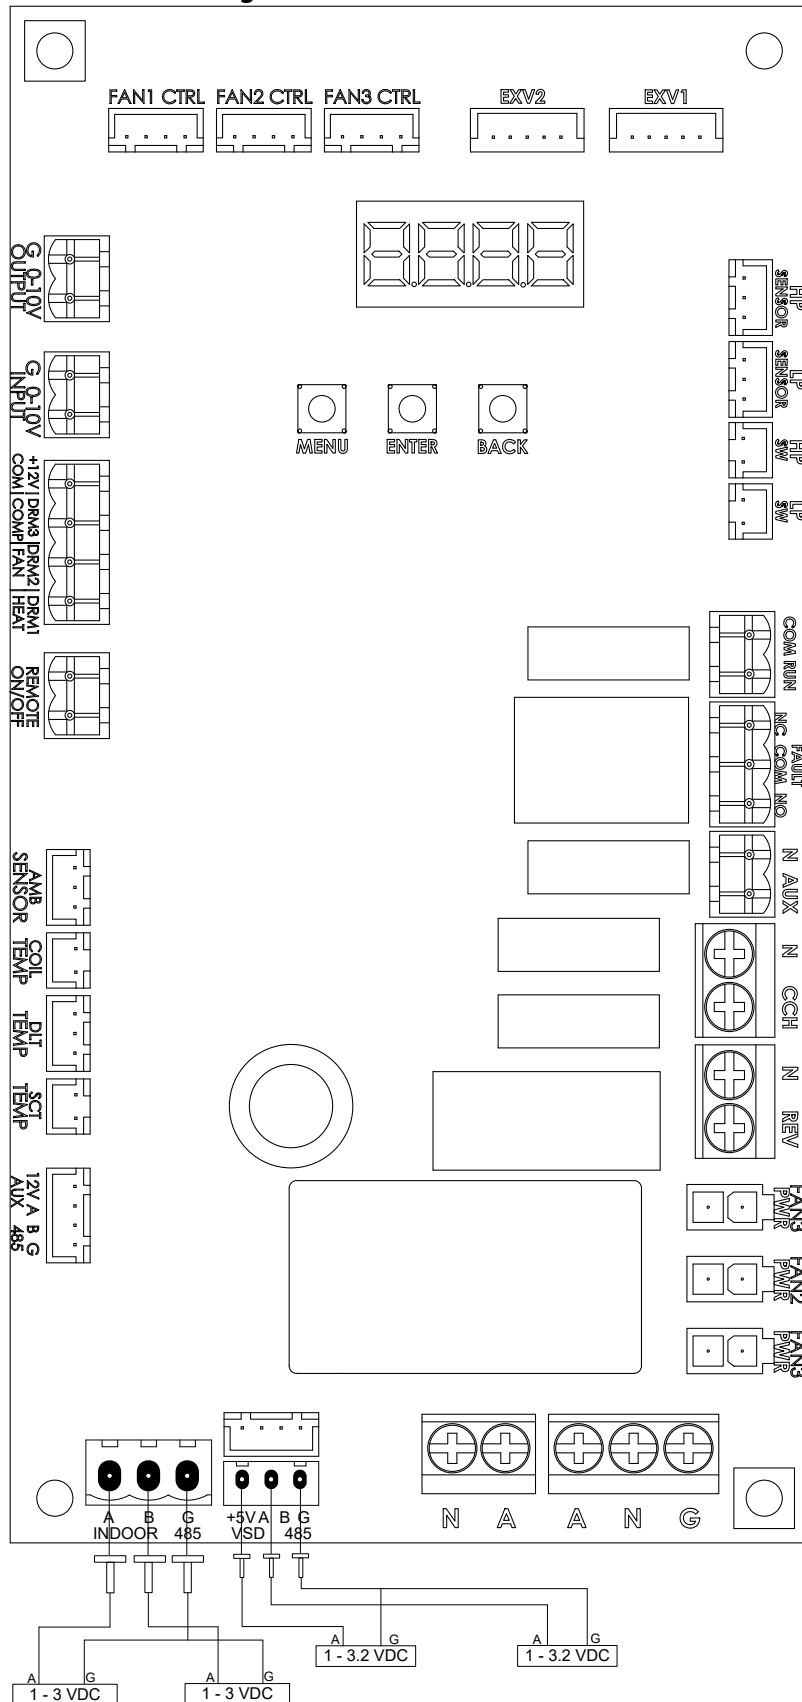 FAN1 CTRL FAN2 CTRL FAN3 CTRL EXV2 EXV1
G 0-10V
OUTPUT
G 0-10V
INPUT
+12V | DRM3 | DRM2 | DRM1
COM | COMP | FAN | HEAT
REMOTE
ON/OFF
AMB
SENSOR
COIL
TEMP
DLT
TEMP
SCT
TEMP
12V A B G
AUX 485
MENU ENTER BACK
HP
SENSOR
LP
SENSOR
HP
SW
LP
SW
COM RUN
FAULT
NC COM NO
N AUX
N CCH
N REV
FAN3
PWR
FAN2
PWR
FAN3
PWR
A B G
INDOOR 485
+5V A B G
VSD 485
N A A N G
A G
1 - 3 VDC
A G
1 - 3 VDC
A G
1 - 3.2 VDC
A G
1 - 3.2 VDC